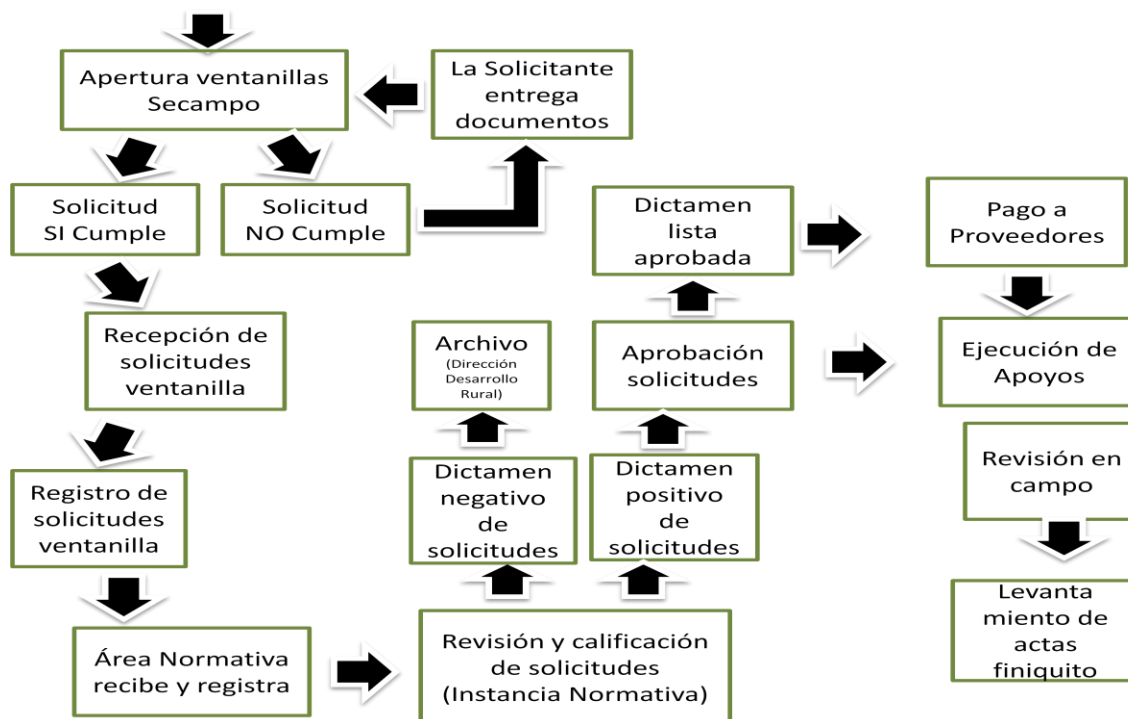 Apertura ventanillas
Secampo
La Solicitante
entrega
documentos
Solicitud
SI Cumple
Solicitud
NO Cumple
Recepción de
solicitudes
ventanilla
Registro de
solicitudes
ventanilla
Área Normativa
recibe y registra
Revisión y calificación
de solicitudes
(Instancia Normativa)
Dictamen
negativo
de
solicitudes
Archivo
(Dirección
Desarrollo
Rural)
Dictamen
positivo
de
solicitudes
Aprobación
solicitudes
Dictamen
lista
aprobada
Pago a
Proveedores
Ejecución de
Apoyos
Revisión en
campo
Levanta
miento de
actas
finiquito